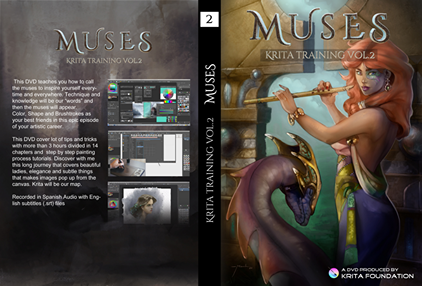 MUSES
KRITA TRAINING VOL.2
This DVD teaches you how to call
the muses to inspire yourself every-
time and everywhere. Technique and
knowledge will be our "words" and
then the muses will appear.
Color, Shape and Brushstrokes as
your best friends in this epic episode
of your artistic career.
This DVD cover lot of tips and tricks
with more than 3 hours divided in 14
chapters and step by step painting
process tutorials. Discover with me
this long journey that covers beautiful
ladies, elegance and subtle things
that makes images pop up from the
canvas. Krita will be our map.
Recorded in Spanish Audio with Eng-
lish subtitles (.srt) files
2
KRITA TRAINING VOL.2 MUSES
MUSES
KRITA TRAINING VOL.2
A DVD PRODUCED BY
KRITA FOUNDATION